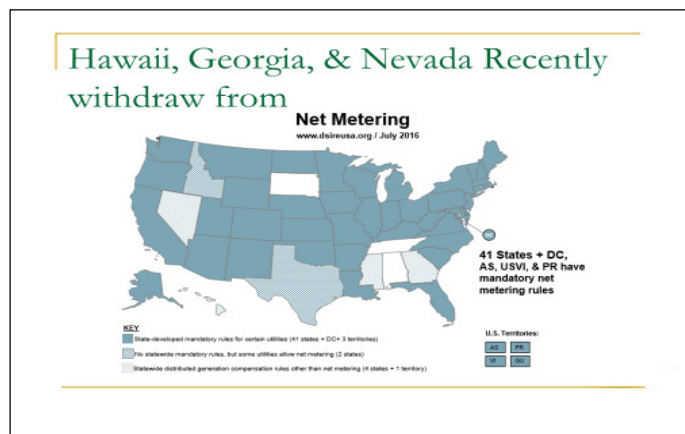 Hawaii, Georgia, & Nevada Recently
withdraw from
Net Metering
www.dsireusa.org / July 2016
DC
41 States + DC,
AS, USVI, & PR have
mandatory net
metering rules
KEY
State-developed mandatory rules for certain utilities (41 states + DC+ 3 territories)
No statewide mandatory rules, but some utilities allow net metering (2 states)
Statewide distributed generation compensation rules other than net metering (4 states + 1 territory)
U.S. Territories:
AS PR
VI GU